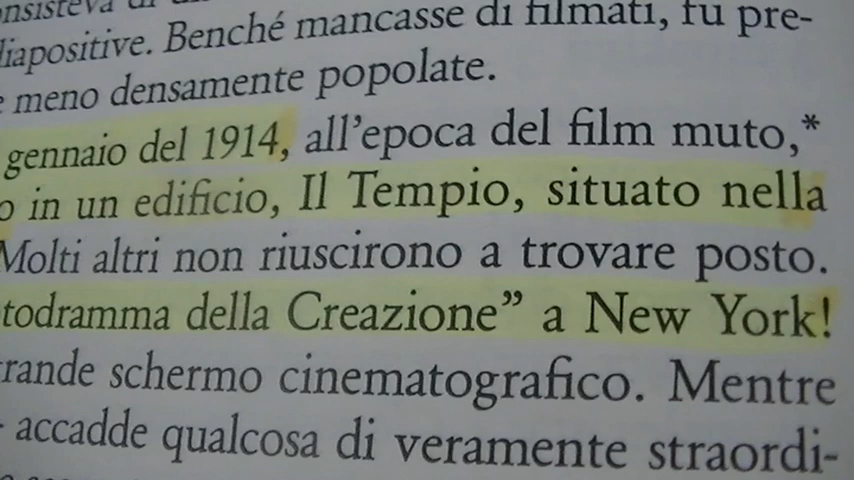 di filmati, fu pre-
diapositive. Benché mancasse
e meno densamente popolate.
gennaio del 1914, all'epoca del film muto,*
o in un edificio, Il Tempio, situato nella
Molti altri non riuscirono a trovare posto.
todramma della Creazione” a New York!
rande schermo cinematografico. Mentre
accadde qualcosa di veramente straordi-